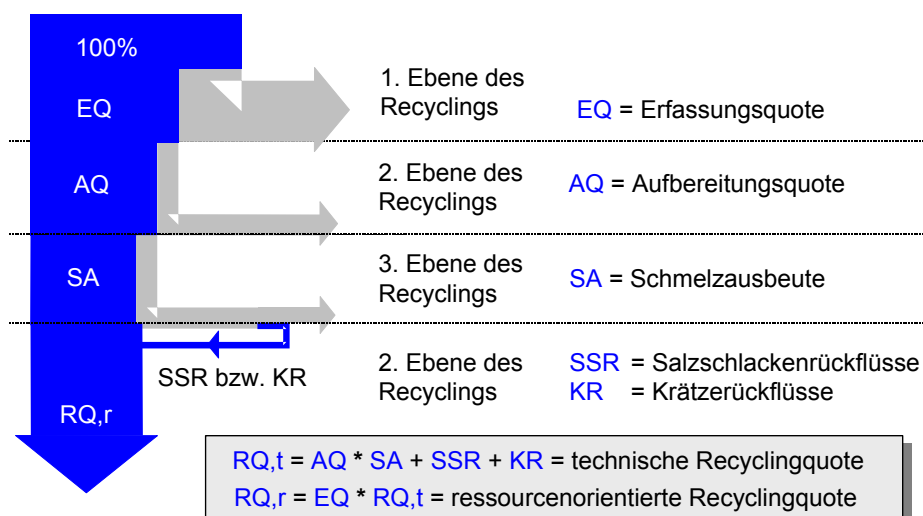 100%
EQ
1. Ebene des
Recyclings
EQ = Erfassungsquote
AQ
2. Ebene des
Recyclings
AQ = Aufbereitungsquote
SA
3. Ebene des
Recyclings
SA = Schmelzausbeute
SSR bzw. KR
2. Ebene des
Recyclings
SSR = Salzschlackenrückflüsse
KR = Krätzerückflüsse
RQ,r
RQ,t = AQ * SA + SSR + KR = technische Recyclingquote
RQ,r = EQ * RQ,t = ressourcenorientierte Recyclingquote